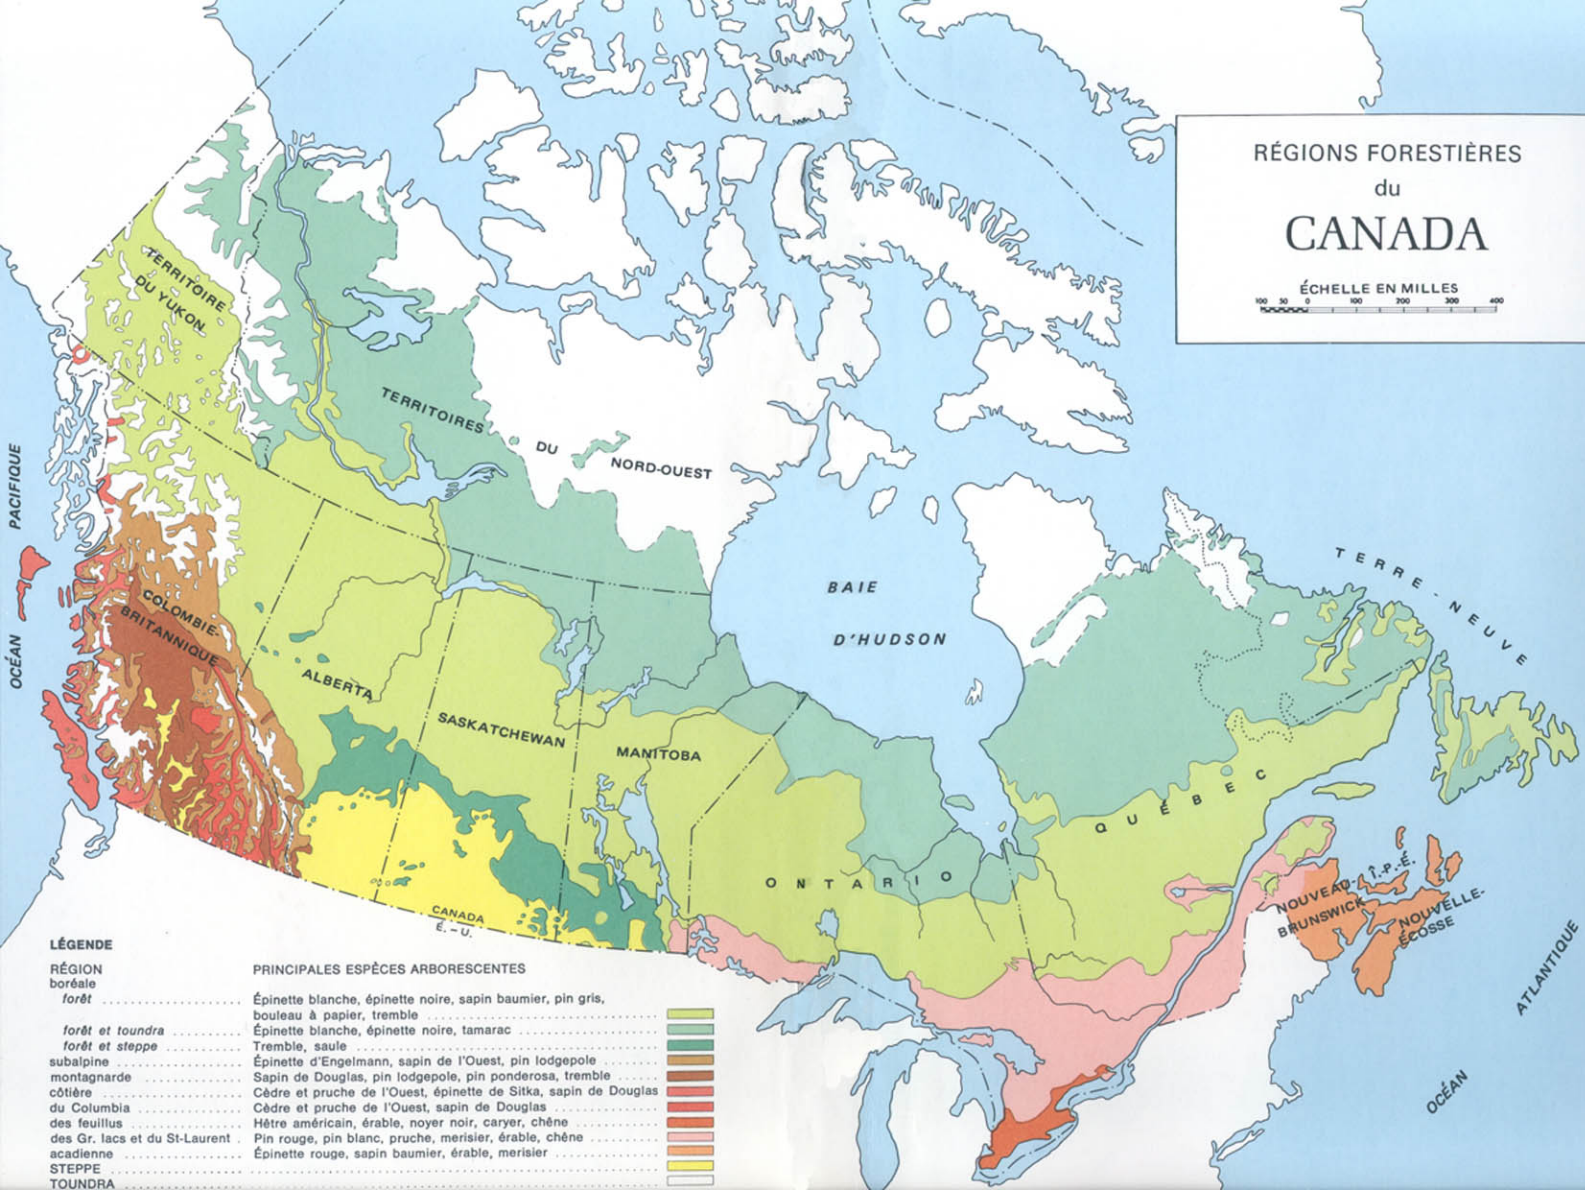 RÉGIONS FORESTIÈRES
du
CANADA
ÉCHELLE EN MILLES
100 50 0 100 200 300 400
TERRITOIRE
DU YUKON
TERRITOIRES DU NORD-OUEST
OCÉAN PACIFIQUE
COLOMBIE-
BRITANNIQUE
ALBERTA
SASKATCHEWAN
MANITOBA
BAIE
D'HUDSON
TERRE-NEUVE
QUÉBEC
ONTARIO
NOUVEAU-
BRUNSWICK
Î.-P.-É.
NOUVELLE-
ÉCOSSE
OCÉAN ATLANTIQUE
CANADA
É.-U.
LÉGENDE
RÉGION PRINCIPALES ESPÈCES ARBORESCENTES
boréale
forêt Épinette blanche, épinette noire, sapin baumier, pin gris,
bouleau à papier, tremble
forêt et toundra Épinette blanche, épinette noire, tamarac
forêt et steppe Tremble, saule
subalpine Épinette d'Engelmann, sapin de l'Ouest, pin lodgepole
montagnarde Sapin de Douglas, pin lodgepole, pin ponderosa, tremble
côtière Cèdre et pruche de l'Ouest, épinette de Sitka, sapin de Douglas
du Columbia Cèdre et pruche de l'Ouest, sapin de Douglas
des feuillus Hêtre américain, érable, noyer noir, caryer, chêne
des Gr. lacs et du St-Laurent Pin rouge, pin blanc, pruche, merisier, érable, chêne
acadienne Épinette rouge, sapin baumier, érable, merisier
STEPPE
TOUNDRA